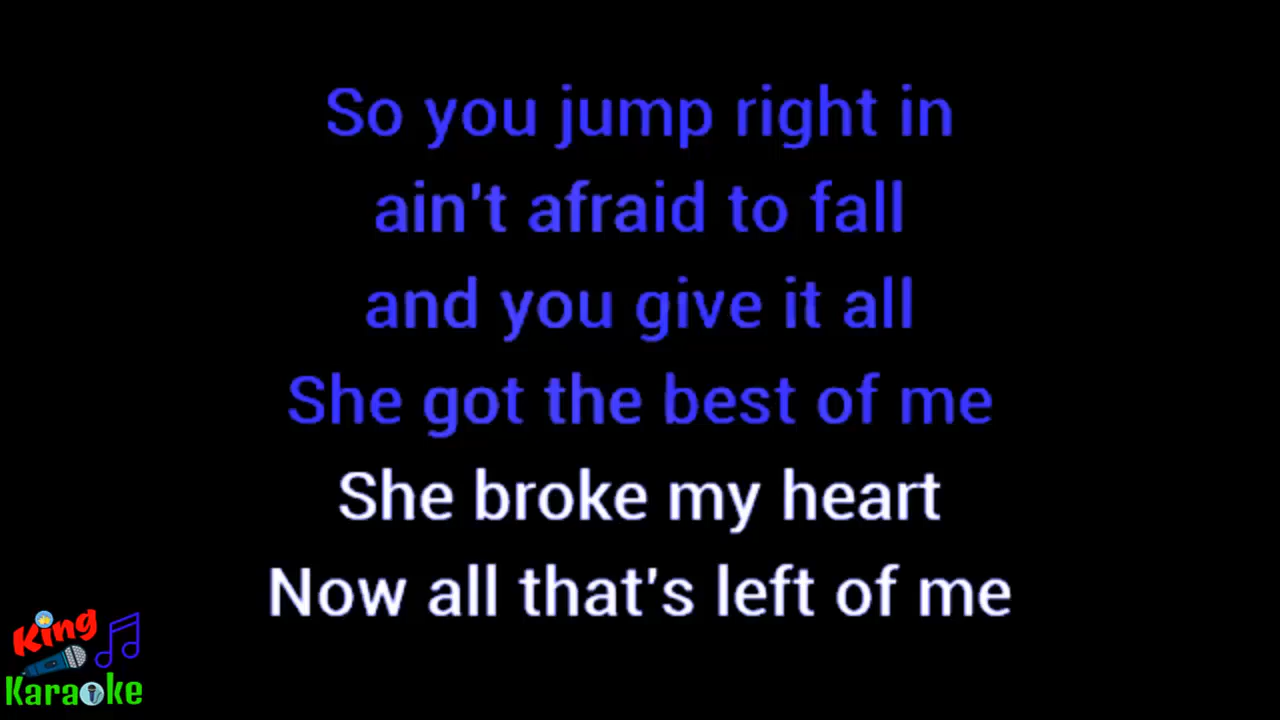 So you jump right in
ain't afraid to fall
and you give it all
She got the best of me
She broke my heart
Now all that's left of me
King
Karaoke